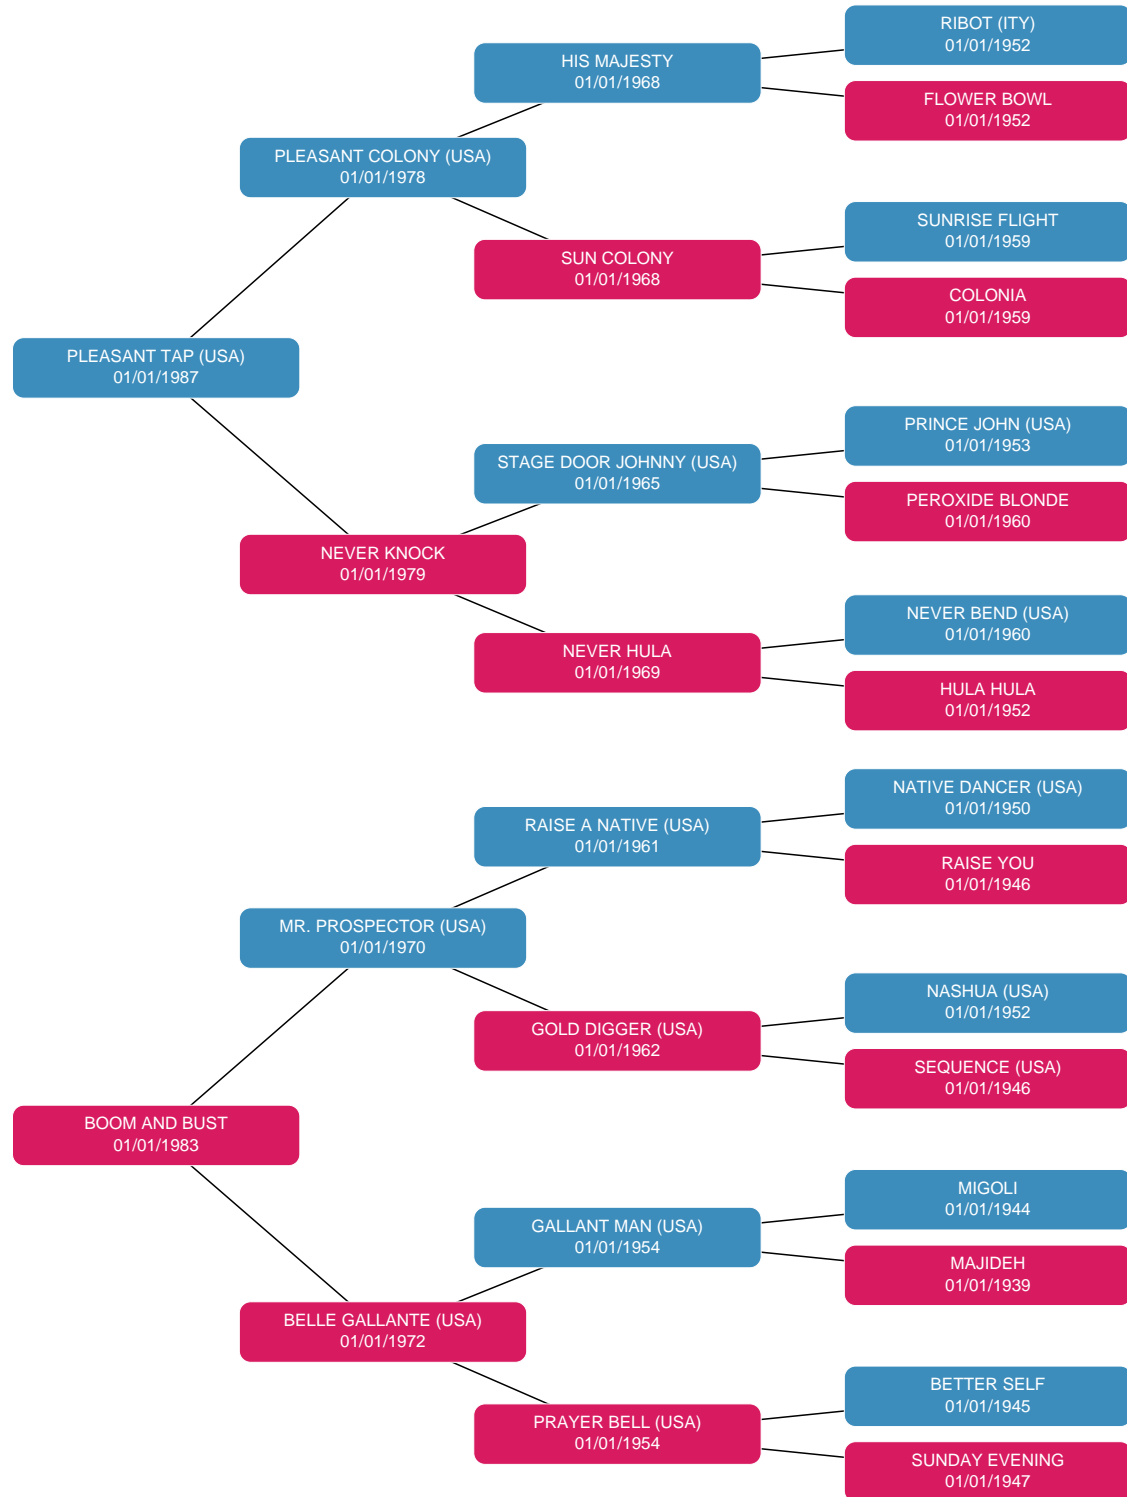 RIBOT (ITY)
01/01/1952
HIS MAJESTY
01/01/1968
FLOWER BOWL
01/01/1952
PLEASANT COLONY (USA)
01/01/1978
SUNRISE FLIGHT
01/01/1959
SUN COLONY
01/01/1968
COLONIA
01/01/1959
PLEASANT TAP (USA)
01/01/1987
PRINCE JOHN (USA)
01/01/1953
STAGE DOOR JOHNNY (USA)
01/01/1965
PEROXIDE BLONDE
01/01/1960
NEVER KNOCK
01/01/1979
NEVER BEND (USA)
01/01/1960
NEVER HULA
01/01/1969
HULA HULA
01/01/1952
NATIVE DANCER (USA)
01/01/1950
RAISE A NATIVE (USA)
01/01/1961
RAISE YOU
01/01/1946
MR. PROSPECTOR (USA)
01/01/1970
NASHUA (USA)
01/01/1952
GOLD DIGGER (USA)
01/01/1962
SEQUENCE (USA)
01/01/1946
BOOM AND BUST
01/01/1983
MIGOLI
01/01/1944
GALLANT MAN (USA)
01/01/1954
MAJIDEH
01/01/1939
BELLE GALLANTE (USA)
01/01/1972
BETTER SELF
01/01/1945
PRAYER BELL (USA)
01/01/1954
SUNDAY EVENING
01/01/1947